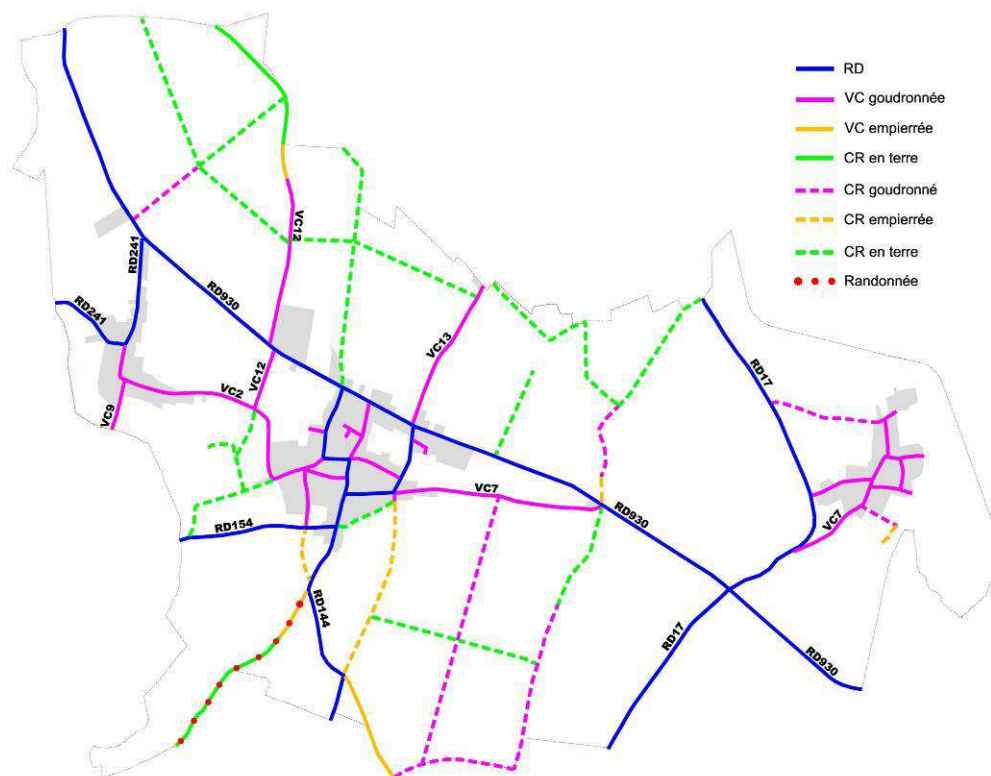 RD
VC goudronnée
VC empierrée
CR en terre
CR goudronné
CR empierrée
CR en terre
Randonnée
VC12
RD241
RD930
RD241
VC13
VC12
VC2
RD17
VC9
VC7
RD930
RD154
VC7
RD144
RD17
RD930